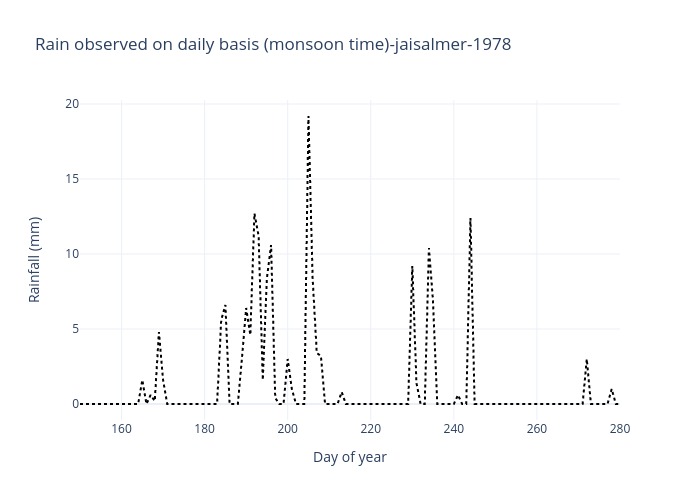 Rain observed on daily basis (monsoon time)-jaisalmer-1978
20
15
10
5
0
Rainfall (mm)
160 180 200 220 240 260 280
Day of year